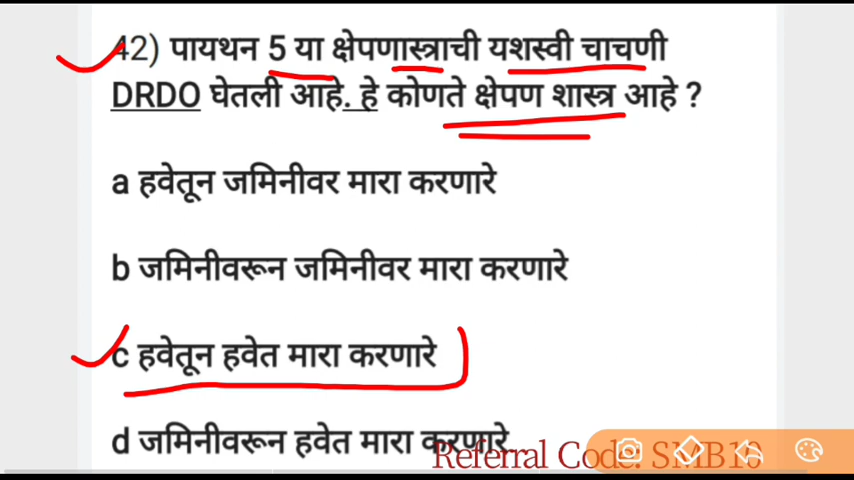 42) पायथन 5 या क्षेपणास्त्राची यशस्वी चाचणी
DRDO घेतली आहे. हे कोणते क्षेपण शास्त्र आहे ?
a हवेतून जमिनीवर मारा करणारे
b जमिनीवरून जमिनीवर मारा करणारे
c हवेतून हवेत मारा करणारे
d जमिनीवरून हवेत मारा करणारे
Referral Code: SMB10